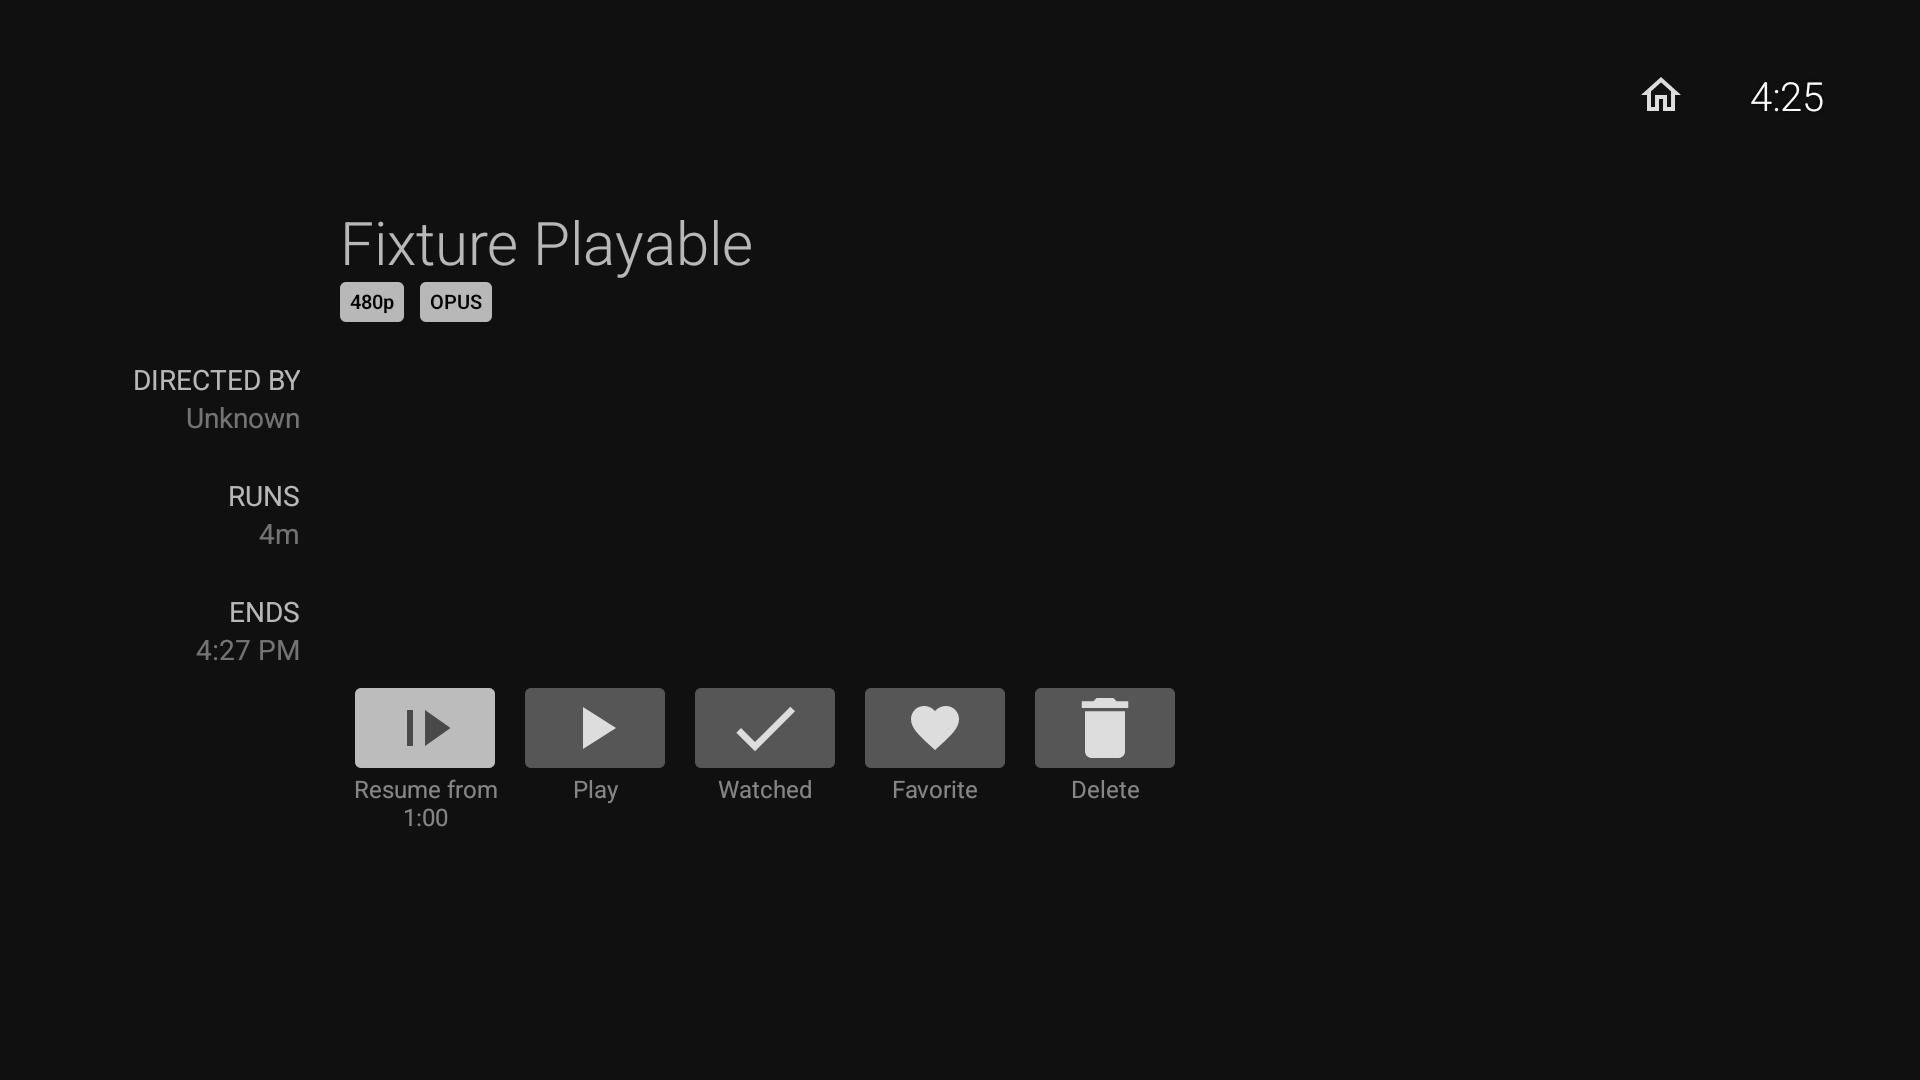 4:25
Fixture Playable
480p OPUS
DIRECTED BY
Unknown
RUNS
4m
ENDS
4:27 PM
Resume from
1:00
Play
Watched
Favorite
Delete